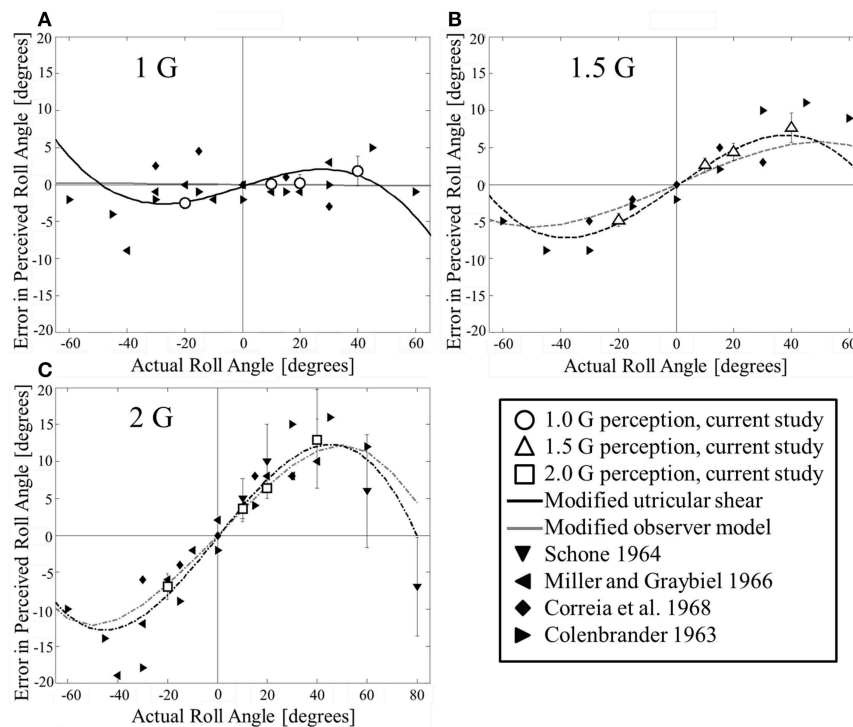 A
1 G
Error in Perceived Roll Angle [degrees]
20
15
10
5
0
-5
-10
-15
-20
-60 -40 -20 0 20 40 60
Actual Roll Angle [degrees]
B
1.5 G
Error in Perceived Roll Angle [degrees]
20
15
10
5
0
-5
-10
-15
-20
-60 -40 -20 0 20 40 60
Actual Roll Angle [degrees]
C
2 G
Error in Perceived Roll Angle [degrees]
20
15
10
5
0
-5
-10
-15
-20
-60 -40 -20 0 20 40 60 80
Actual Roll Angle [degrees]
1.0 G perception, current study
1.5 G perception, current study
2.0 G perception, current study
Modified utricular shear
Modified observer model
Schone 1964
Miller and Graybiel 1966
Correia et al. 1968
Colenbrander 1963